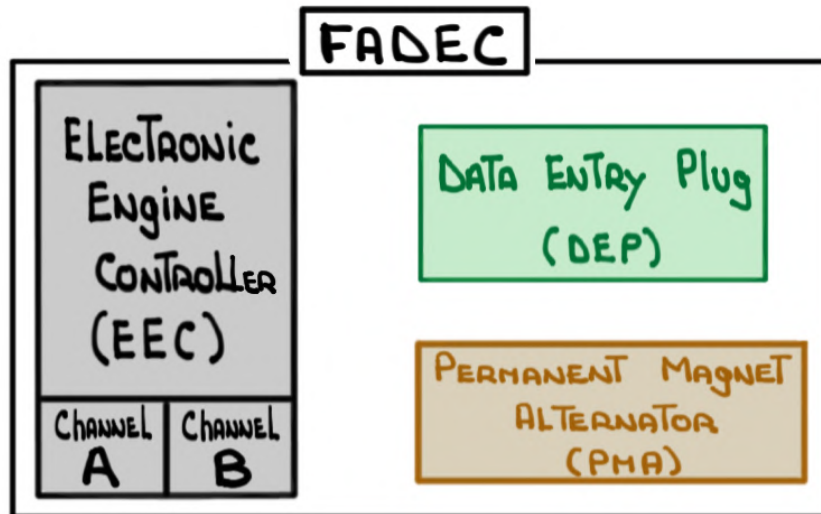 FADEC
ELECTRONIC
ENGINE
CONTROLLER
(EEC)
CHANNEL
A
CHANNEL
B
DATA ENTRY PLUG
(DEP)
PERMANENT MAGNET
ALTERNATOR
(PMA)